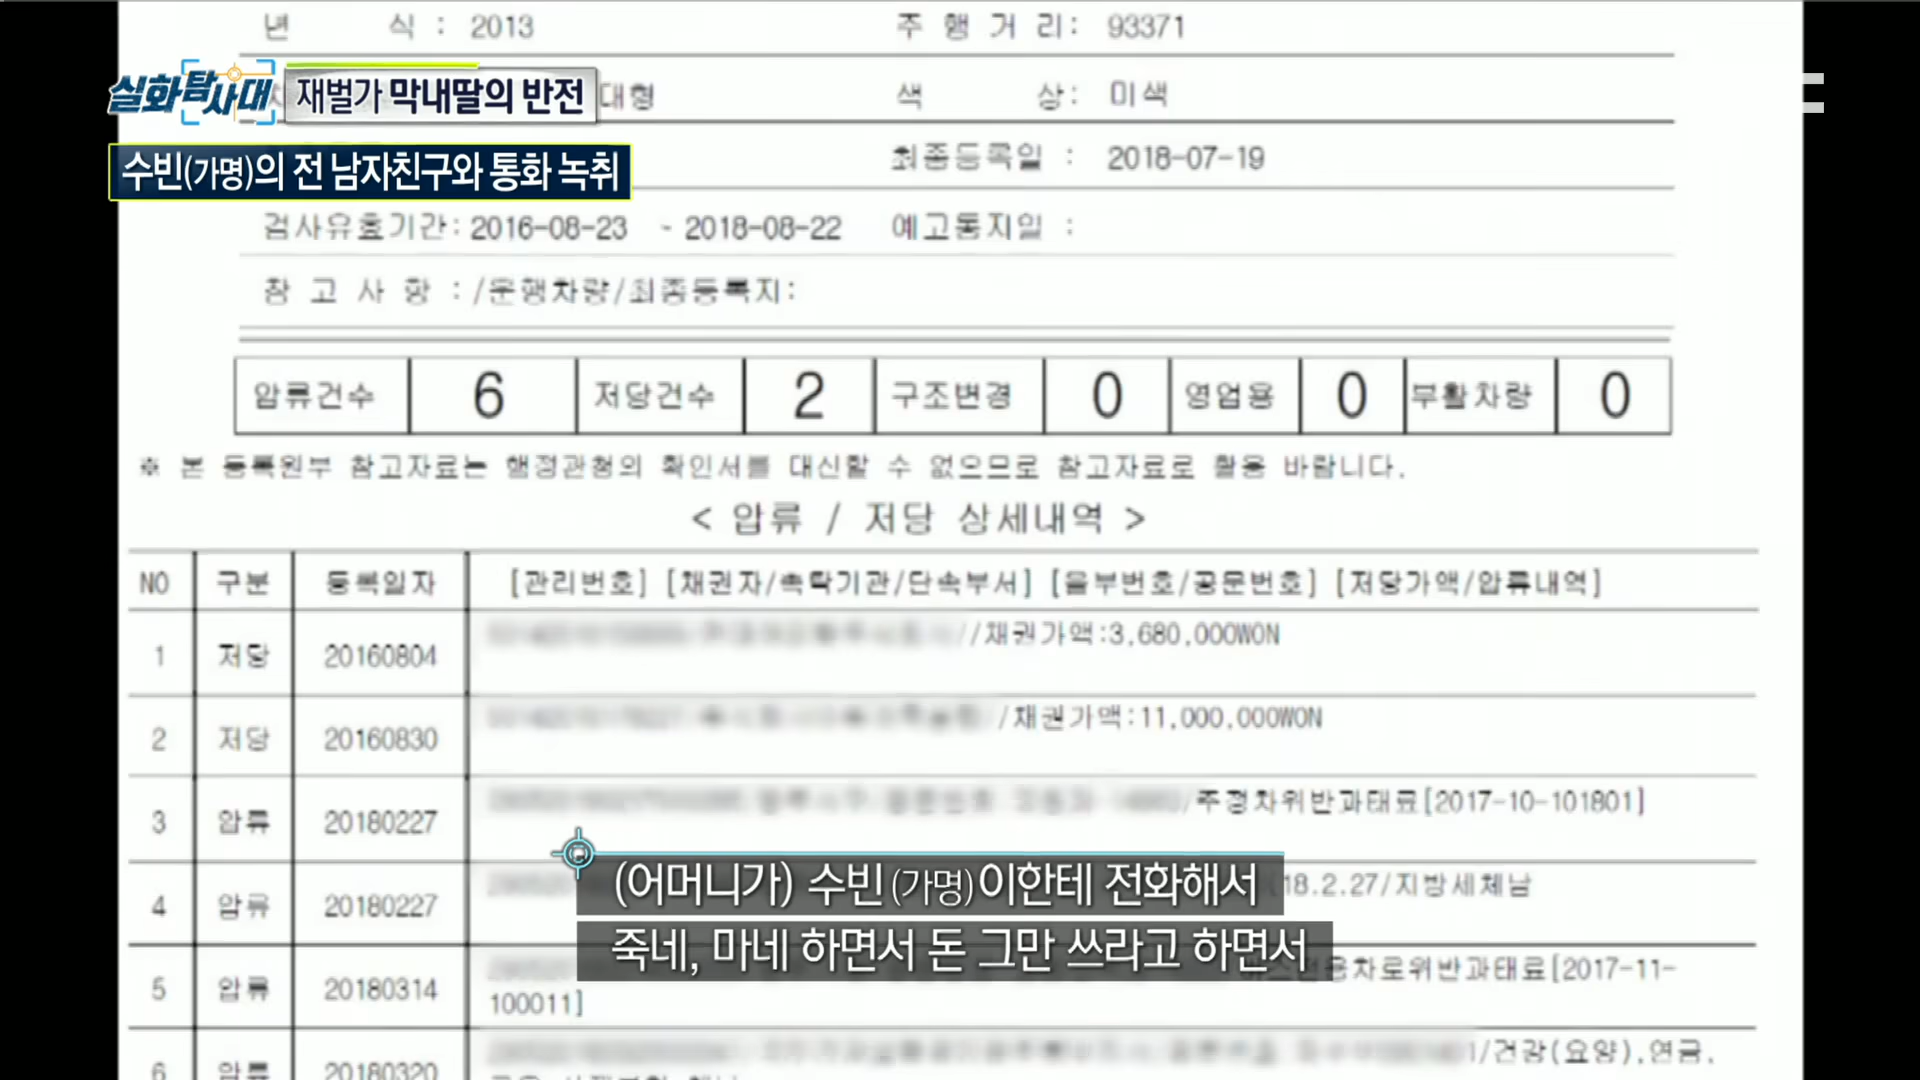 년 식 : 2013 주 행 거 리 : 93371
실화탐사대 재벌가 막내딸의 반전 대형 색 상 : 미색
수빈(가명)의 전 남자친구와 통화 녹취 최종등록일 : 2018-07-19
검사유효기간: 2016-08-23 - 2018-08-22 예고통지일 :
참 고 사 항 : /운행차량/최종등록지:
압류건수 6 저당건수 2 구조변경 0 영업용 0 부활차량 0
※ 본 등록원부 참고자료는 행정관청의 확인서를 대신할 수 없으므로 참고자료로 활용 바랍니다.
< 압류 / 저당 상세내역 >
NO 구분 등록일자 [관리번호] [채권자/촉탁기관/단속부서] [을부번호/공문번호] [저당가액/압류내역]
1 저당 20160804 //채권가액:3,680,000WON
2 저당 20160830 /채권가액:11,000,000WON
3 압류 20180227 /주정차위반과태료[2017-10-101801]
4 압류 20180227 18.2.27/지방세체납
(어머니가) 수빈(가명)이한테 전화해서
죽네, 마네 하면서 돈 그만 쓰라고 하면서
5 압류 20180314 차로위반과태료[2017-11-
100011]
6 압류 20180320 /건강(요양),연금,